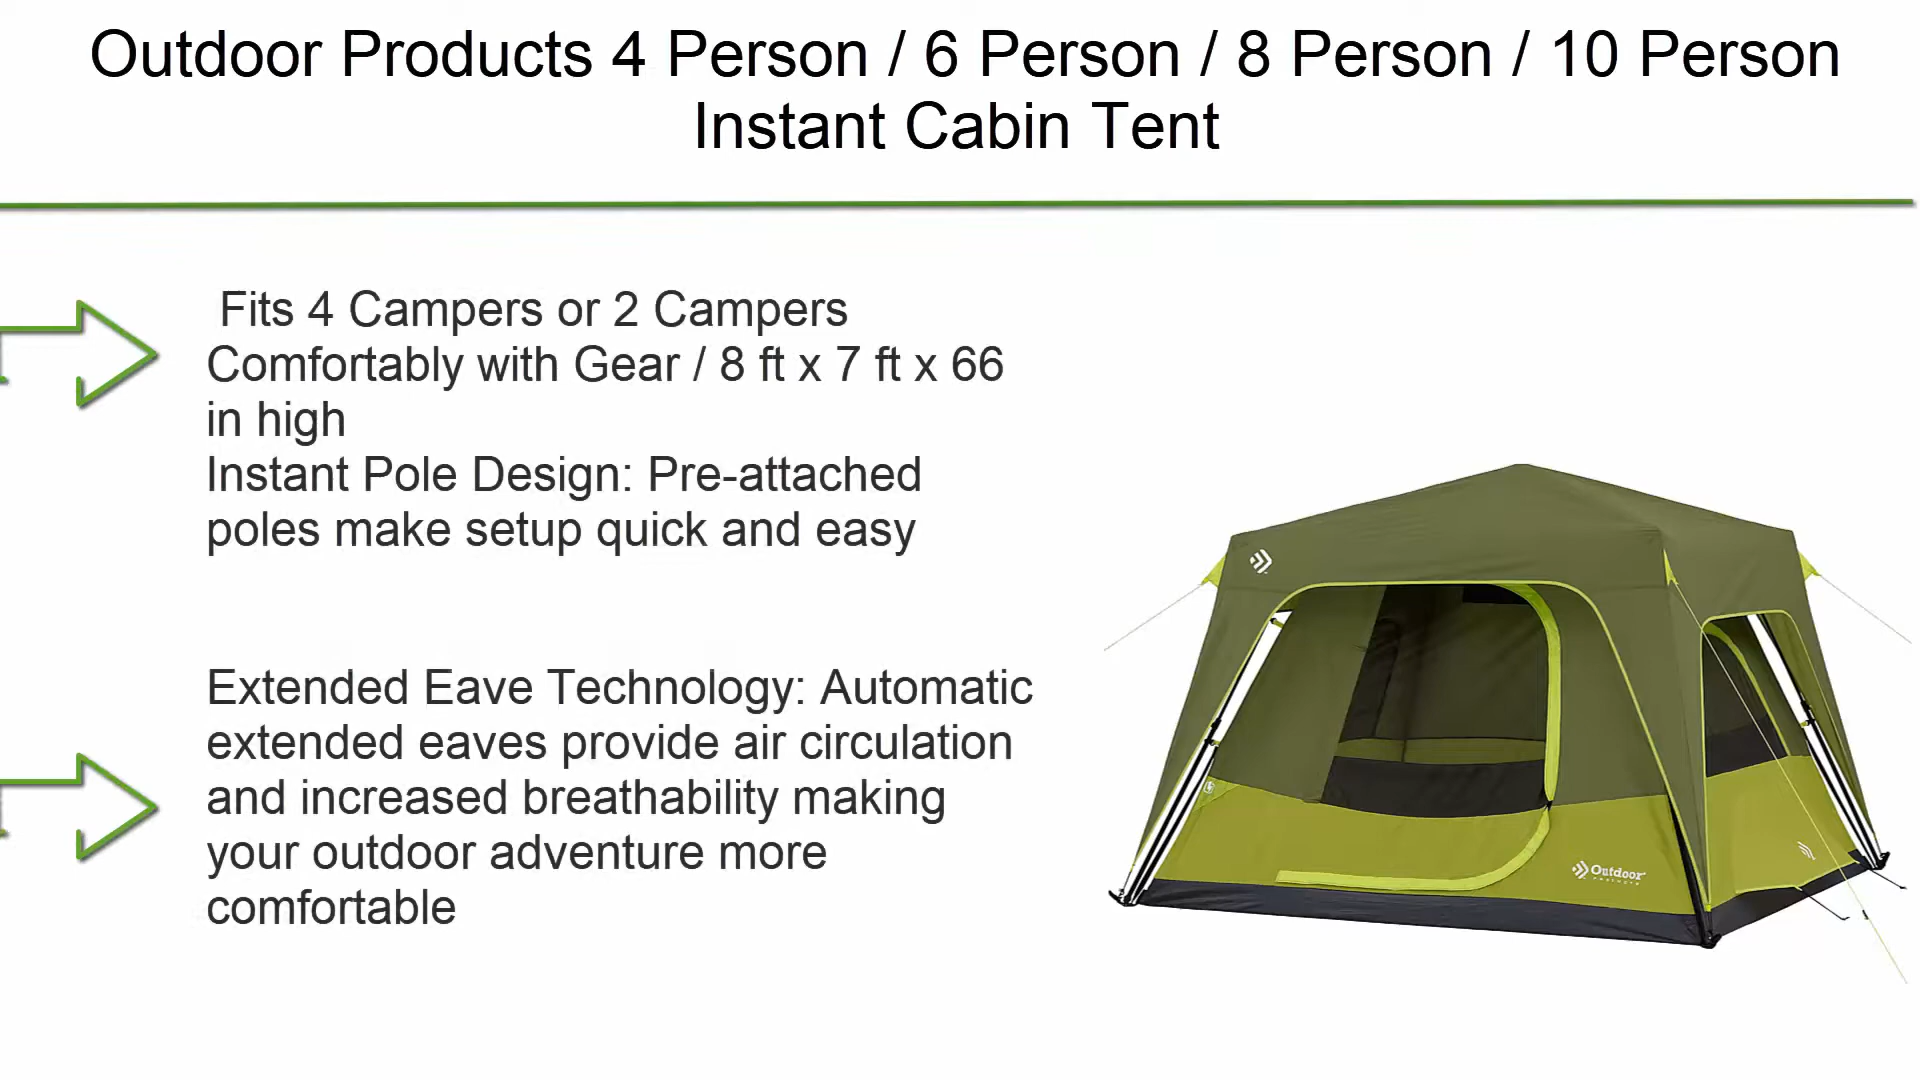 Outdoor Products 4 Person / 6 Person / 8 Person / 10 Person
Instant Cabin Tent
Fits 4 Campers or 2 Campers
Comfortably with Gear / 8 ft x 7 ft x 66
in high
Instant Pole Design: Pre-attached
poles make setup quick and easy
Extended Eave Technology: Automatic
extended eaves provide air circulation
and increased breathability making
your outdoor adventure more
comfortable
Outdoor